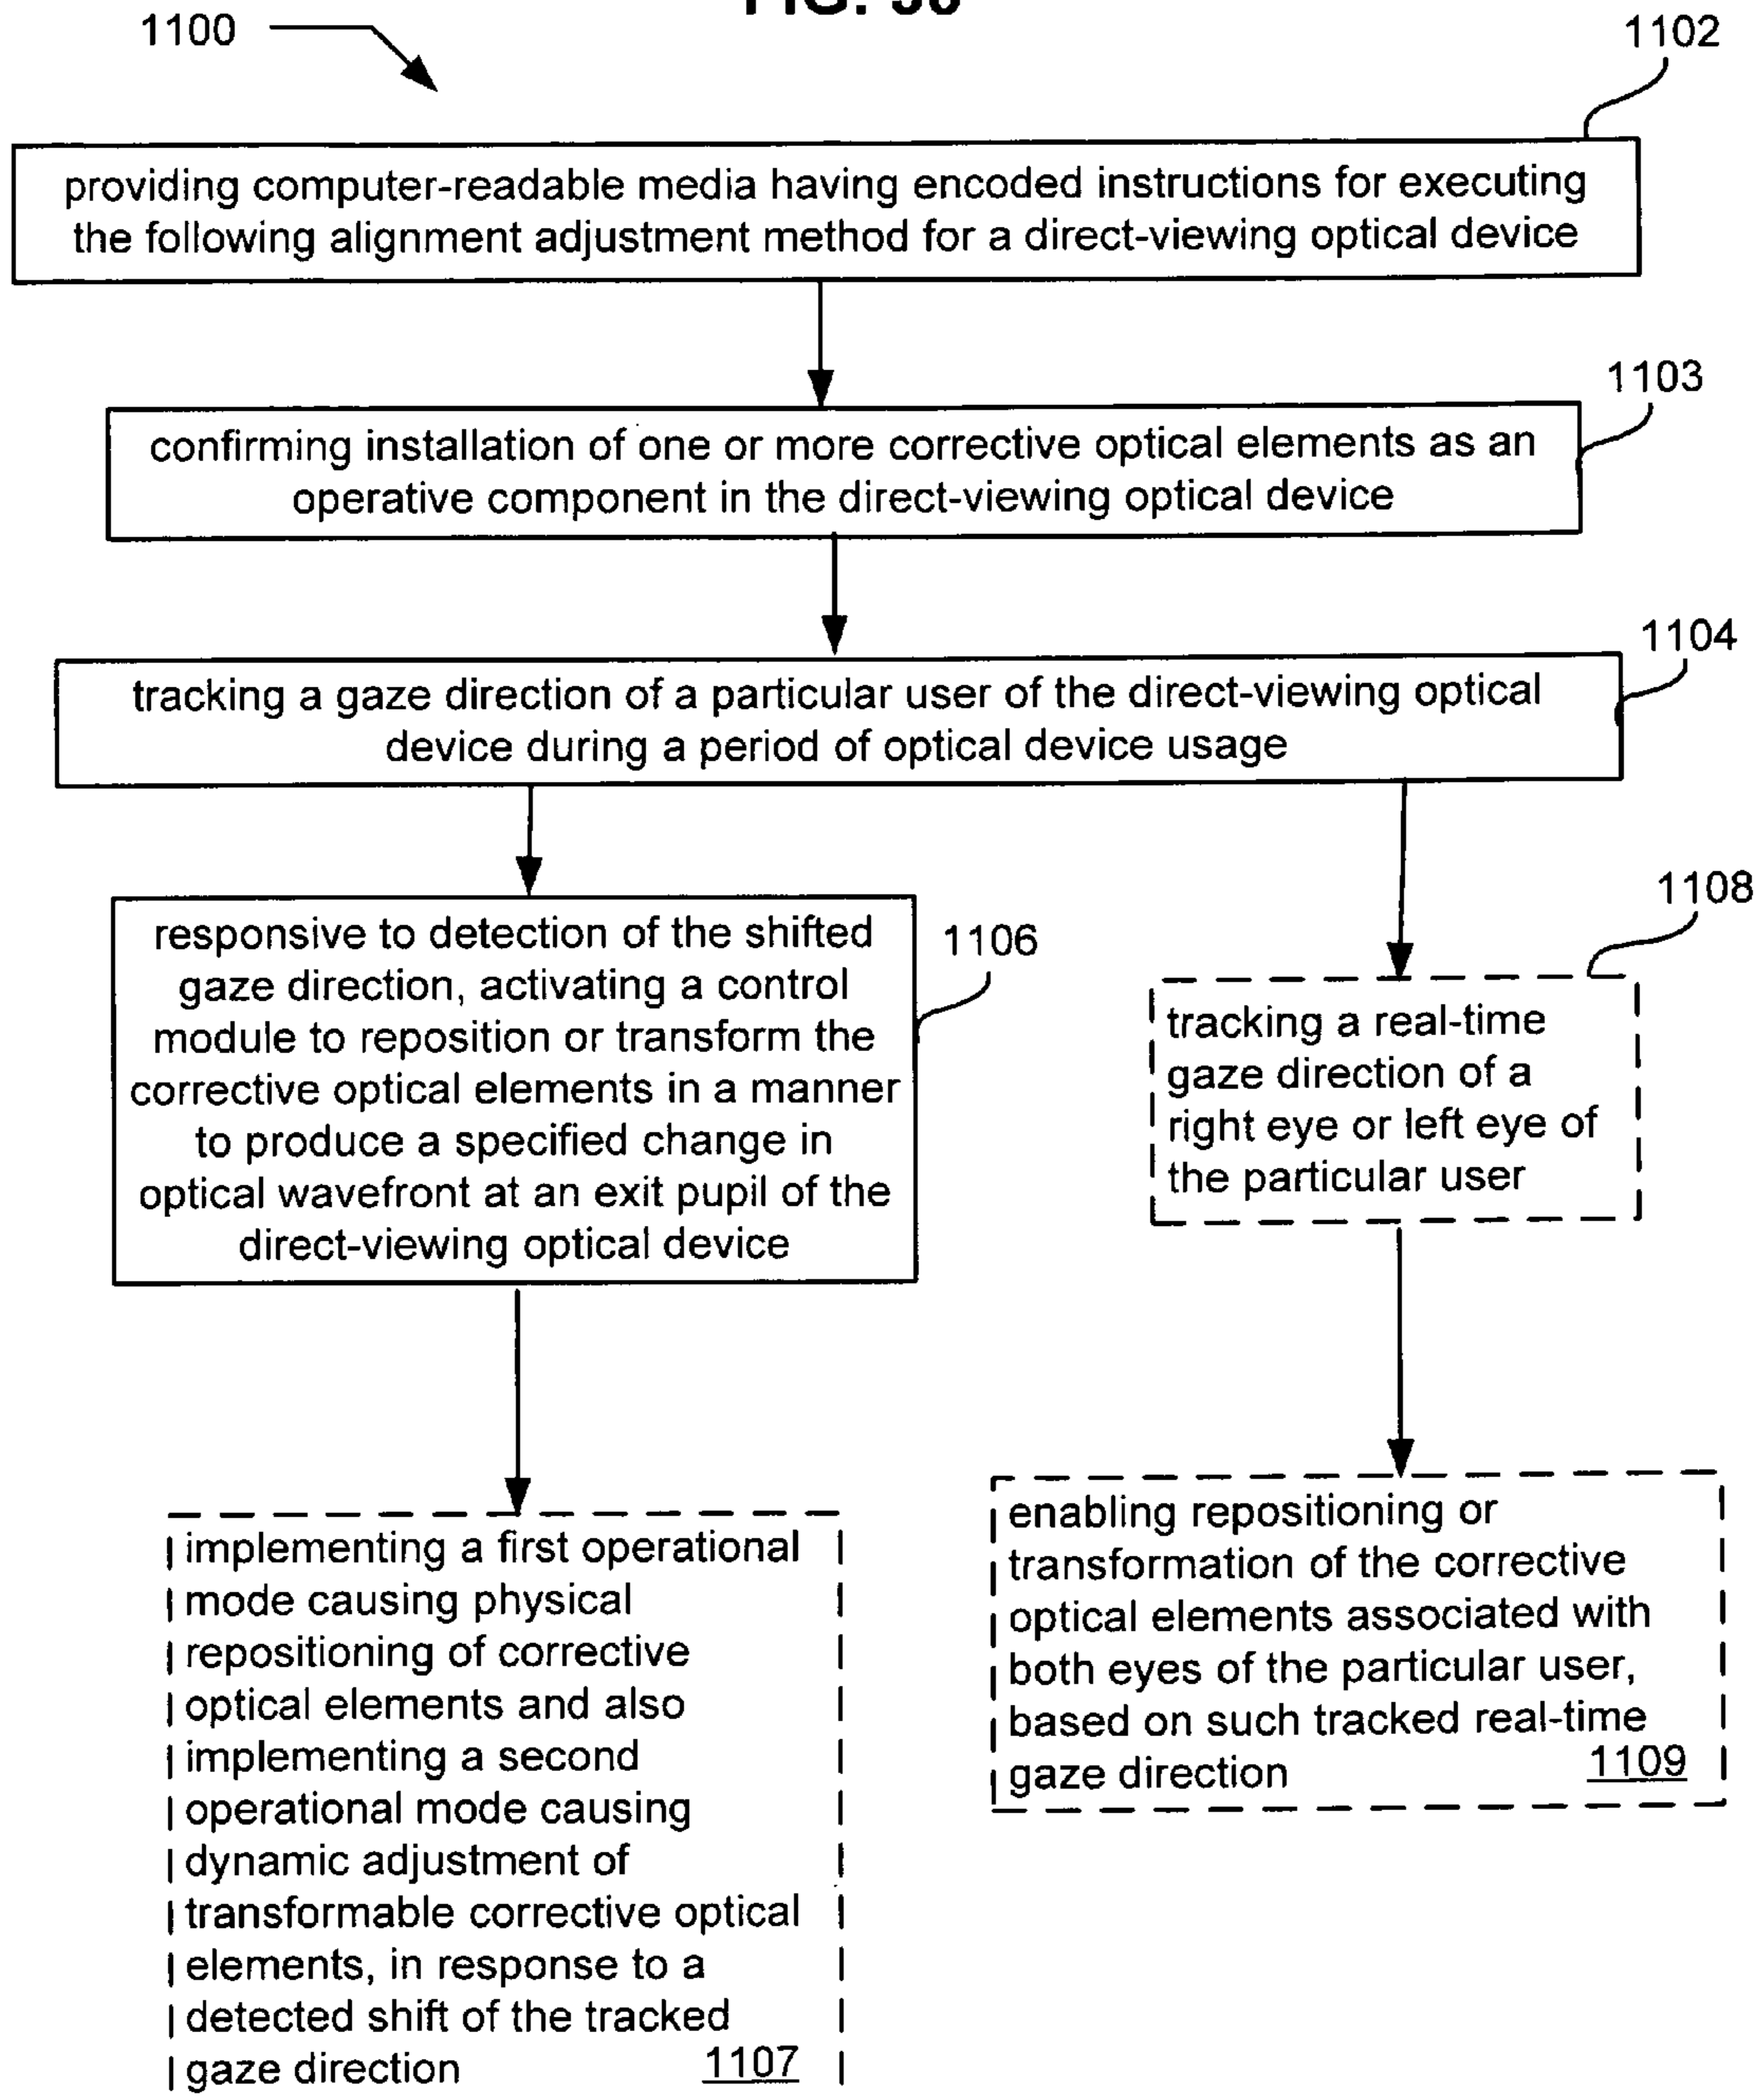 1100
1102
providing computer-readable media having encoded instructions for executing
the following alignment adjustment method for a direct-viewing optical device
1103
confirming installation of one or more corrective optical elements as an
operative component in the direct-viewing optical device
1104
tracking a gaze direction of a particular user of the direct-viewing optical
device during a period of optical device usage
1106
responsive to detection of the shifted
gaze direction, activating a control
module to reposition or transform the
corrective optical elements in a manner
to produce a specified change in
optical wavefront at an exit pupil of the
direct-viewing optical device
1108
tracking a real-time
gaze direction of a
right eye or left eye of
the particular user
implementing a first operational
mode causing physical
repositioning of corrective
optical elements and also
implementing a second
operational mode causing
dynamic adjustment of
transformable corrective optical
elements, in response to a
detected shift of the tracked
gaze direction 1107
enabling repositioning or
transformation of the corrective
optical elements associated with
both eyes of the particular user,
based on such tracked real-time
gaze direction 1109